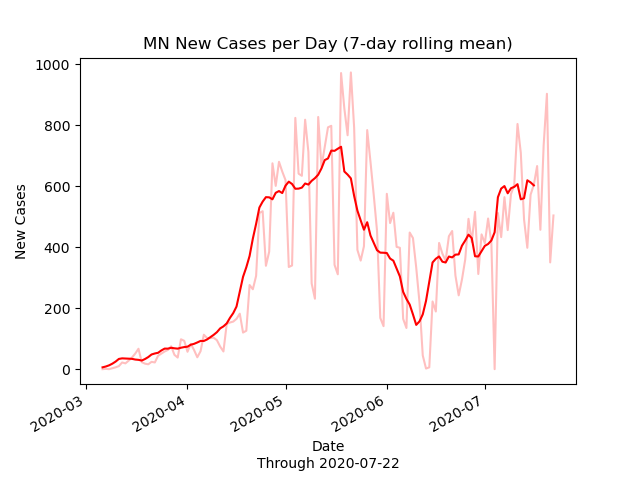 MN New Cases per Day (7-day rolling mean)
1000
800
600
400
200
0
New Cases
2020-03
2020-04
2020-05
2020-06
2020-07
Date
Through 2020-07-22